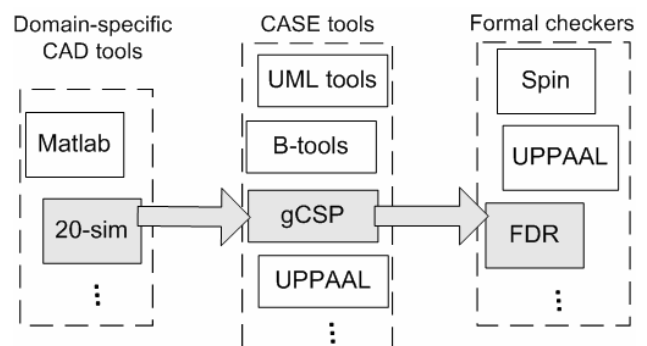 Domain-specific
CAD tools
Matlab
20-sim
⋮
CASE tools
UML tools
B-tools
gCSP
UPPAAL
⋮
Formal checkers
Spin
UPPAAL
FDR
⋮